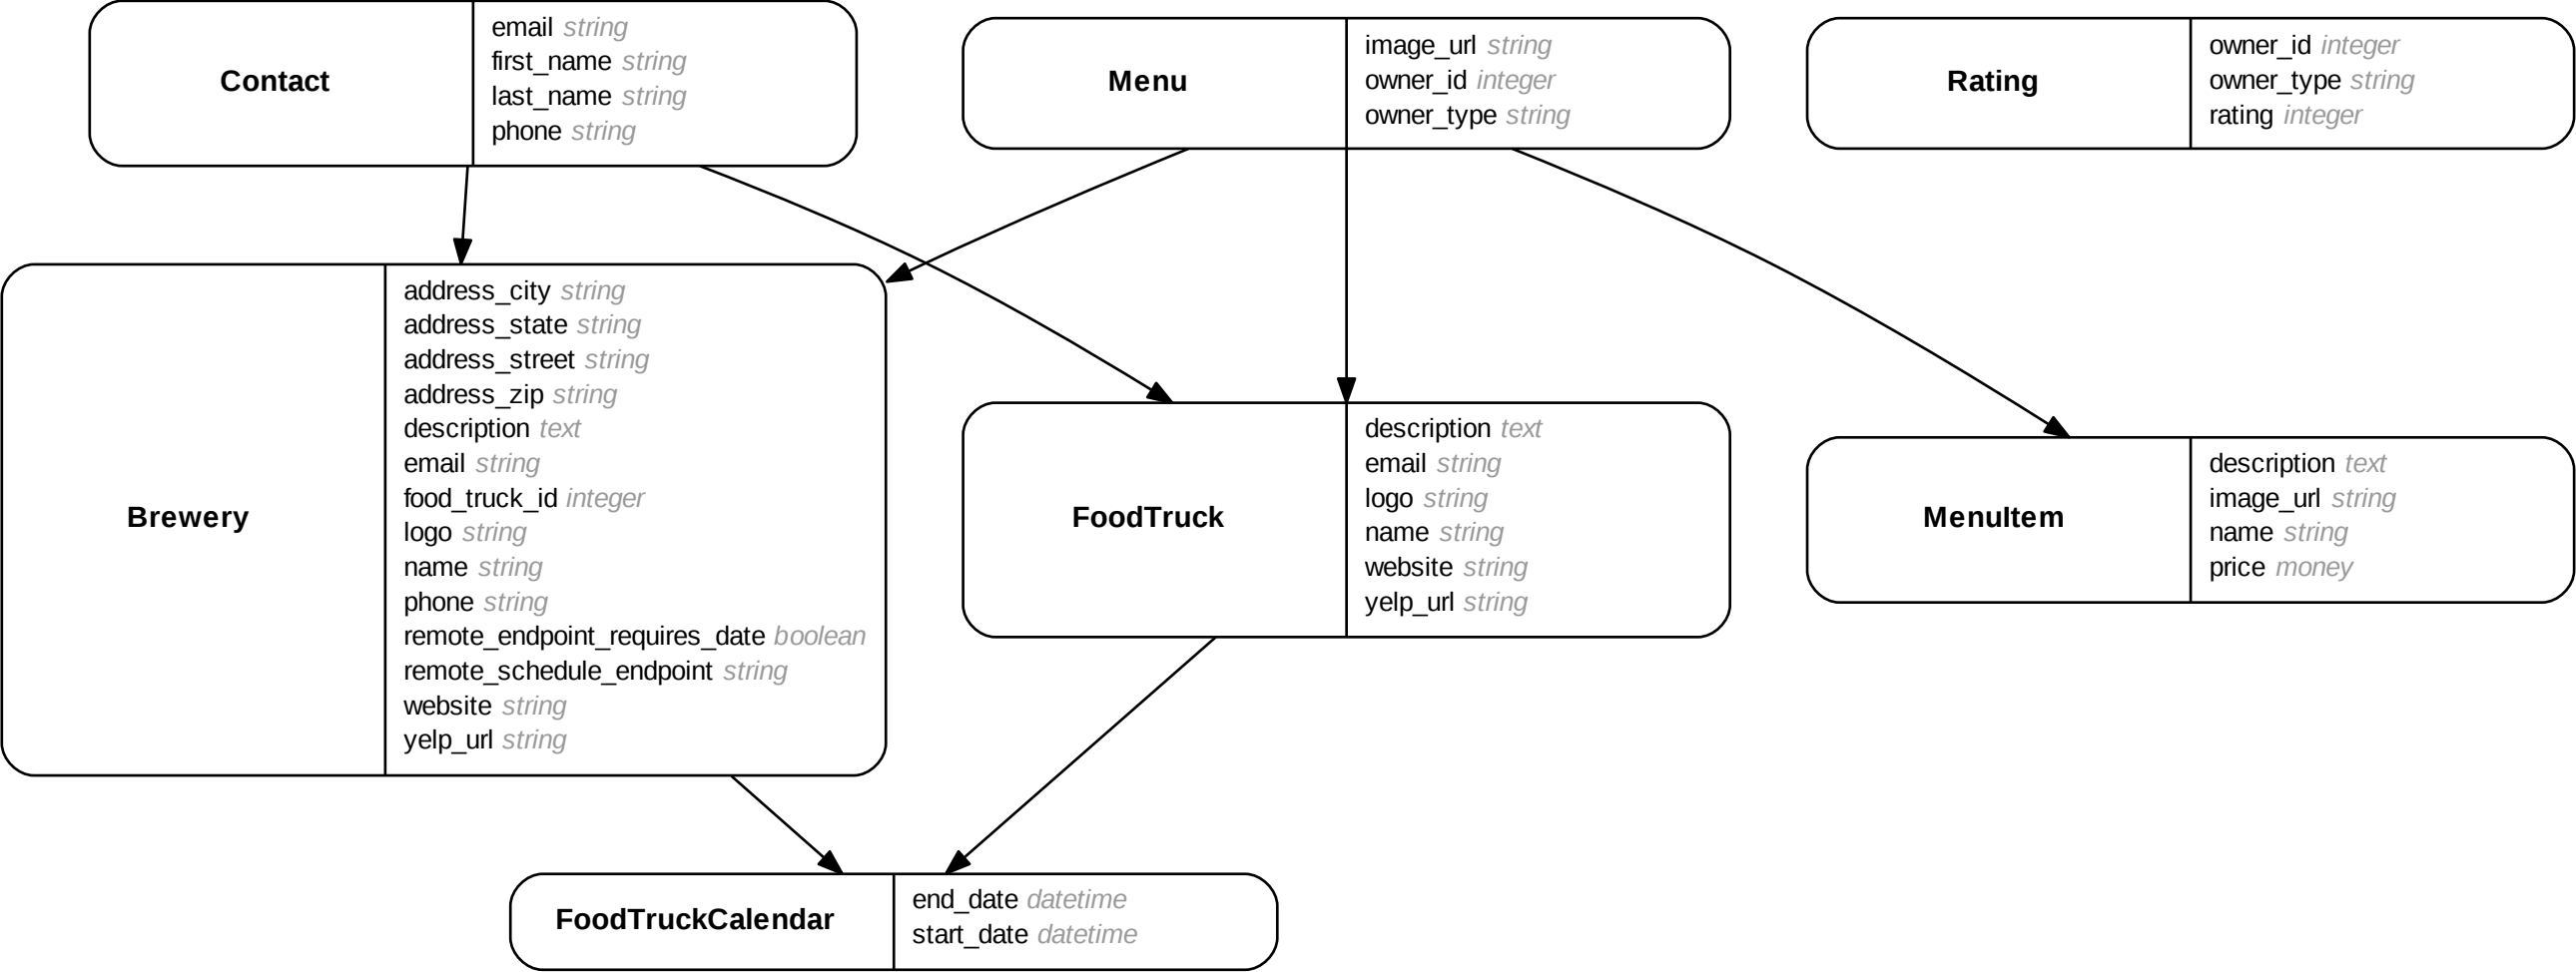 Contact
email string
first_name string
last_name string
phone string
Menu
image_url string
owner_id integer
owner_type string
Rating
owner_id integer
owner_type string
rating integer
Brewery
address_city string
address_state string
address_street string
address_zip string
description text
email string
food_truck_id integer
logo string
name string
phone string
remote_endpoint_requires_date boolean
remote_schedule_endpoint string
website string
yelp_url string
FoodTruck
description text
email string
logo string
name string
website string
yelp_url string
MenuItem
description text
image_url string
name string
price money
FoodTruckCalendar
end_date datetime
start_date datetime